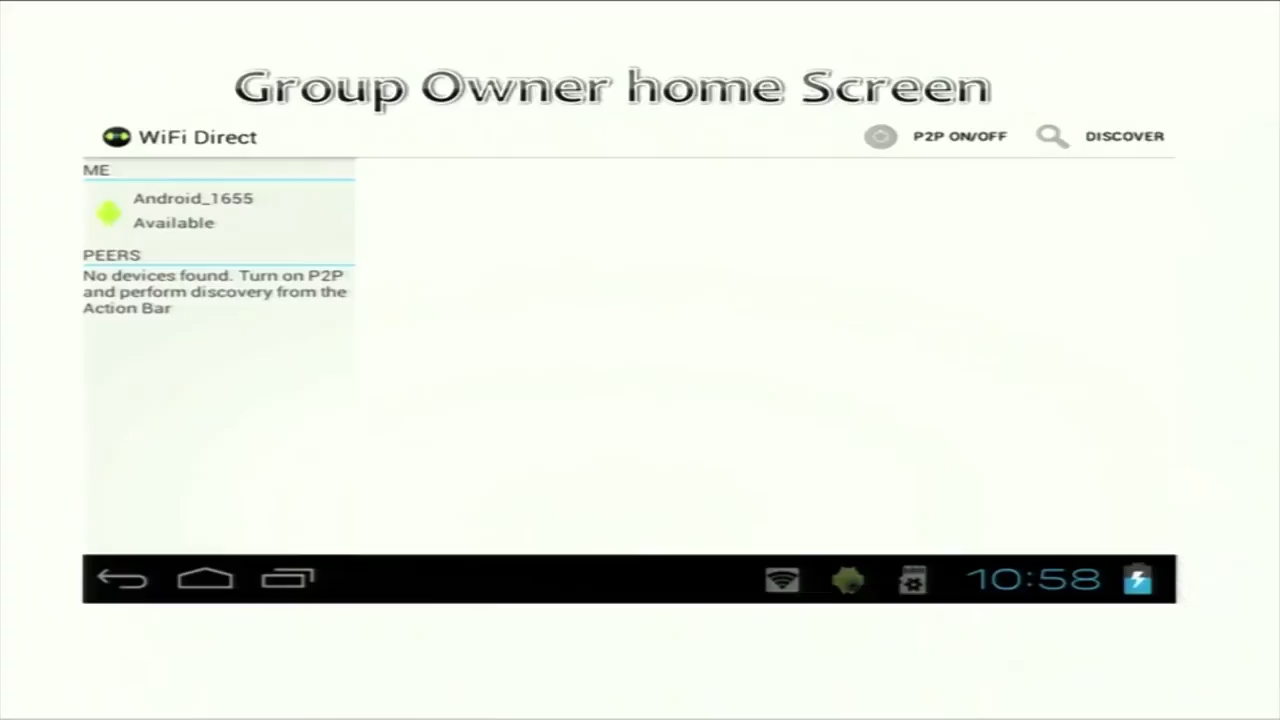 Group Owner home Screen
WiFi Direct
P2P ON/OFF
DISCOVER
ME
Android_1655
Available
PEERS
No devices found. Turn on P2P
and perform discovery from the
Action Bar
10:58